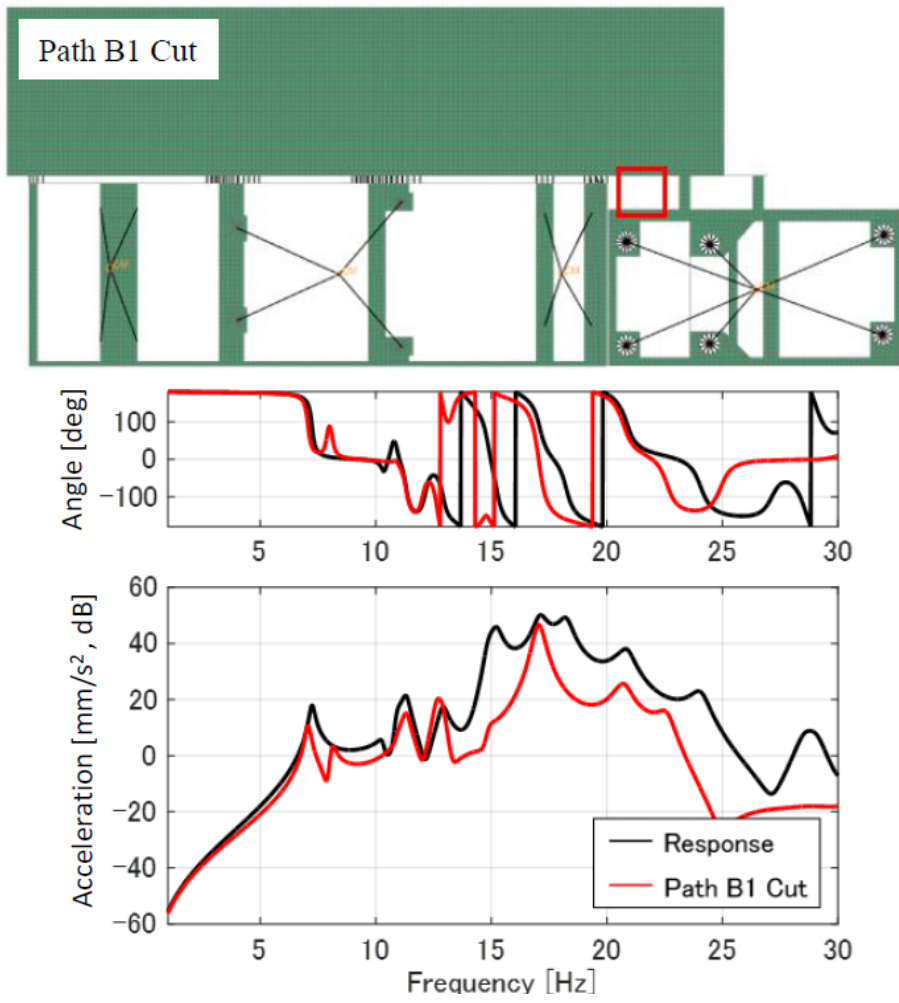 Path B1 Cut
Angle [deg]
100
0
−100
5 10 15 20 25 30
Acceleration [mm/s², dB]
60
40
20
0
−20
−40
−60
Response
Path B1 Cut
5 10 15 20 25 30
Frequency [Hz]